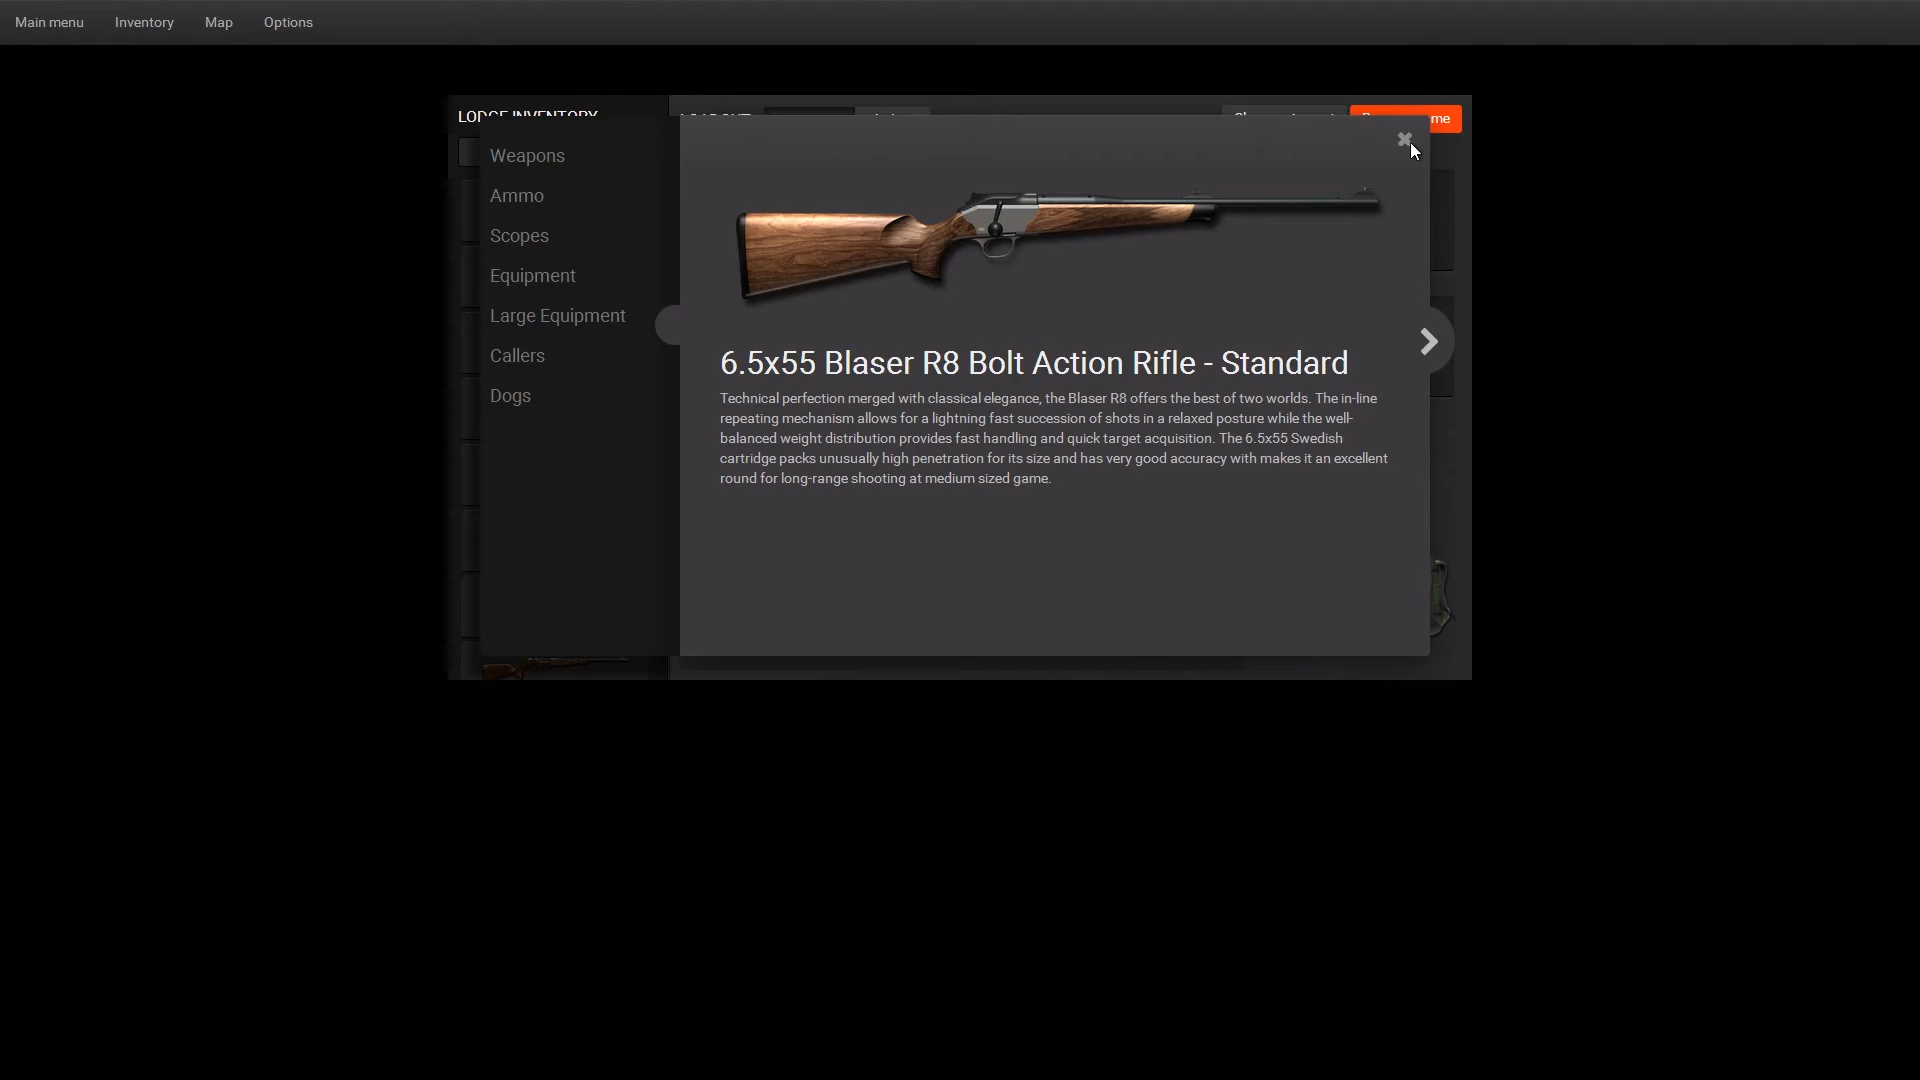 Main menu Inventory Map Options
LODGE INVENTORY
Weapons
Ammo
Scopes
Equipment
Large Equipment
Callers
Dogs
6.5x55 Blaser R8 Bolt Action Rifle - Standard
Technical perfection merged with classical elegance, the Blaser R8 offers the best of two worlds. The in-line
repeating mechanism allows for a lightning fast succession of shots in a relaxed posture while the well-
balanced weight distribution provides fast handling and quick target acquisition. The 6.5x55 Swedish
cartridge packs unusually high penetration for its size and has very good accuracy with makes it an excellent
round for long-range shooting at medium sized game.